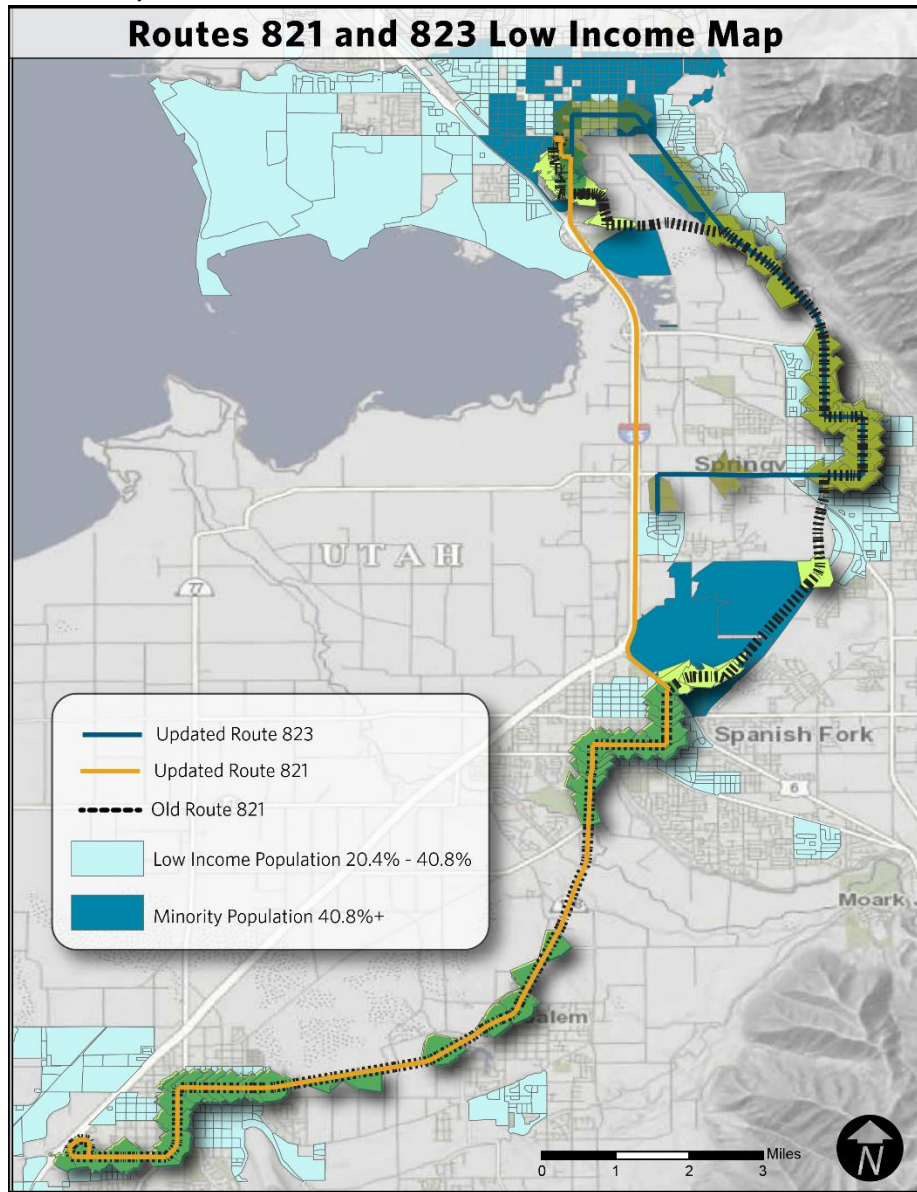 Routes 821 and 823 Low Income Map
Springv
UTAH
77
Updated Route 823
Updated Route 821
Old Route 821
Low Income Population 20.4% - 40.8%
Minority Population 40.8%+
Spanish Fork
6
Moark
alem
Miles
0 1 2 3
N